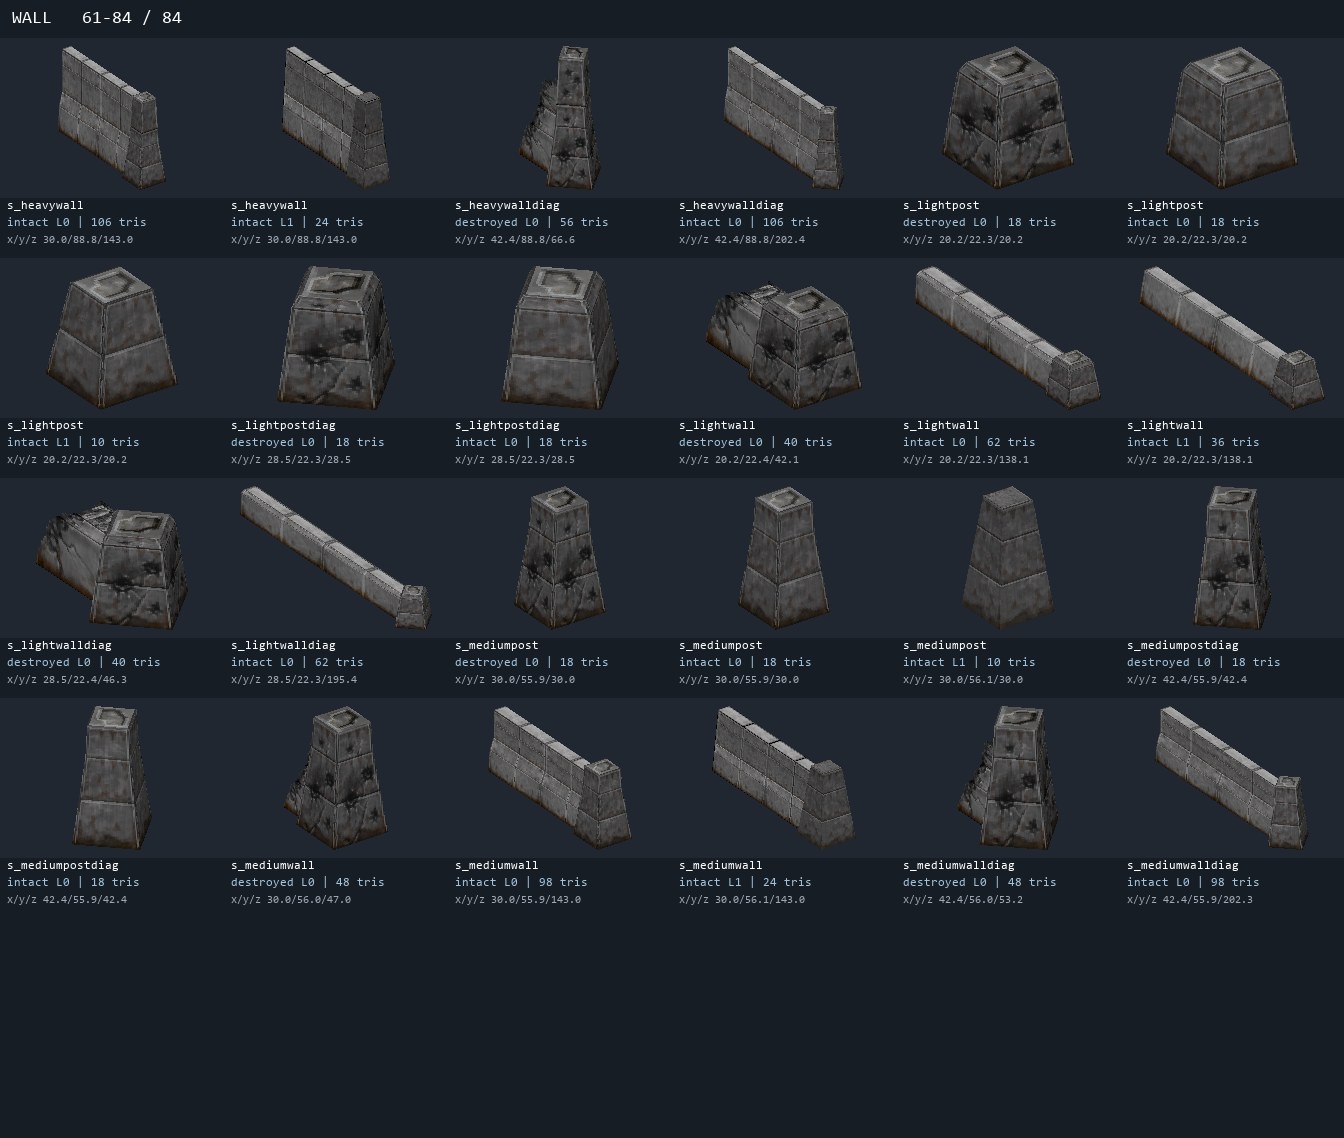 WALL 61-84 / 84
s_heavywall s_heavywall s_heavywalldiag s_heavywalldiag s_lightpost s_lightpost
intact L0 | 106 tris intact L1 | 24 tris destroyed L0 | 56 tris intact L0 | 106 tris destroyed L0 | 18 tris intact L0 | 18 tris
x/y/z 30.0/88.8/143.0 x/y/z 30.0/88.8/143.0 x/y/z 42.4/88.8/66.6 x/y/z 42.4/88.8/202.4 x/y/z 20.2/22.3/20.2 x/y/z 20.2/22.3/20.2
s_lightpost s_lightpostdiag s_lightpostdiag s_lightwall s_lightwall s_lightwall
intact L1 | 10 tris destroyed L0 | 18 tris intact L0 | 18 tris destroyed L0 | 40 tris intact L0 | 62 tris intact L1 | 36 tris
x/y/z 20.2/22.3/20.2 x/y/z 28.5/22.3/28.5 x/y/z 28.5/22.3/28.5 x/y/z 20.2/22.4/42.1 x/y/z 20.2/22.3/138.1 x/y/z 20.2/22.3/138.1
s_lightwalldiag s_lightwalldiag s_mediumpost s_mediumpost s_mediumpost s_mediumpostdiag
destroyed L0 | 40 tris intact L0 | 62 tris destroyed L0 | 18 tris intact L0 | 18 tris intact L1 | 10 tris destroyed L0 | 18 tris
x/y/z 28.5/22.4/46.3 x/y/z 28.5/22.3/195.4 x/y/z 30.0/55.9/30.0 x/y/z 30.0/55.9/30.0 x/y/z 30.0/56.1/30.0 x/y/z 42.4/55.9/42.4
s_mediumpostdiag s_mediumwall s_mediumwall s_mediumwall s_mediumwalldiag s_mediumwalldiag
intact L0 | 18 tris destroyed L0 | 48 tris intact L0 | 98 tris intact L1 | 24 tris destroyed L0 | 48 tris intact L0 | 98 tris
x/y/z 42.4/55.9/42.4 x/y/z 30.0/56.0/47.0 x/y/z 30.0/55.9/143.0 x/y/z 30.0/56.1/143.0 x/y/z 42.4/56.0/53.2 x/y/z 42.4/55.9/202.3